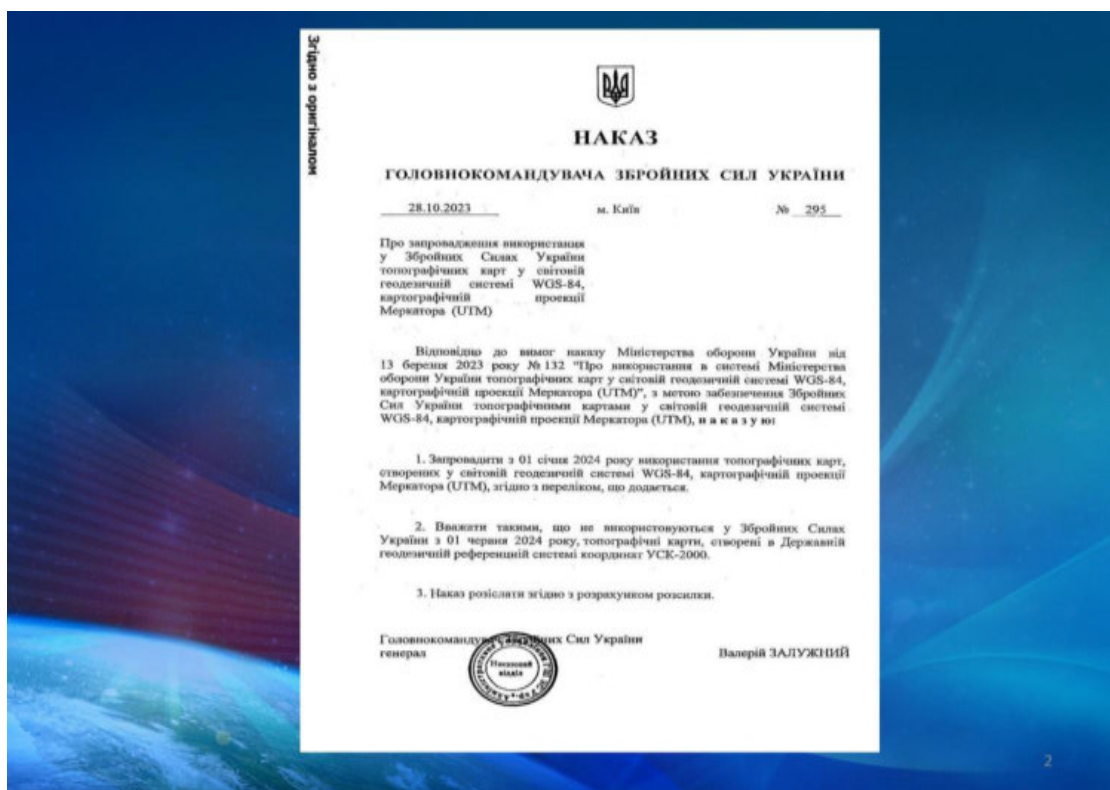 Згідно з оригіналом
НАКАЗ
ГОЛОВНОКОМАНДУВАЧА ЗБРОЙНИХ СИЛ УКРАЇНИ
28.10.2023 м. Київ № 295
Про запровадження використання
у Збройних Силах України
топографічних карт у світовій
геодезичній системі WGS-84,
картографічній проекції
Меркатора (UTM)
Відповідно до вимог наказу Міністерства оборони України від
13 березня 2023 року № 132 "Про використання в системі Міністерства
оборони України топографічних карт у світовій геодезичній системі WGS-84,
картографічній проекції Меркатора (UTM)", з метою забезпечення Збройних
Сил України топографічними картами у світовій геодезичній системі
WGS-84, картографічній проекції Меркатора (UTM), наказую:
1. Запровадити з 01 січня 2024 року використання топографічних карт,
створених у світовій геодезичній системі WGS-84, картографічній проекції
Меркатора (UTM), згідно з переліком, що додається.
2. Вважати такими, що не використовуються у Збройних Силах
України з 01 червня 2024 року, топографічні карти, створені в Державній
геодезичній референцній системі координат УСК-2000.
3. Наказ розіслати згідно з розрахунком розсилки.
Головнокомандувач Збройних Сил України
генерал Валерій ЗАЛУЖНИЙ
відділ
2